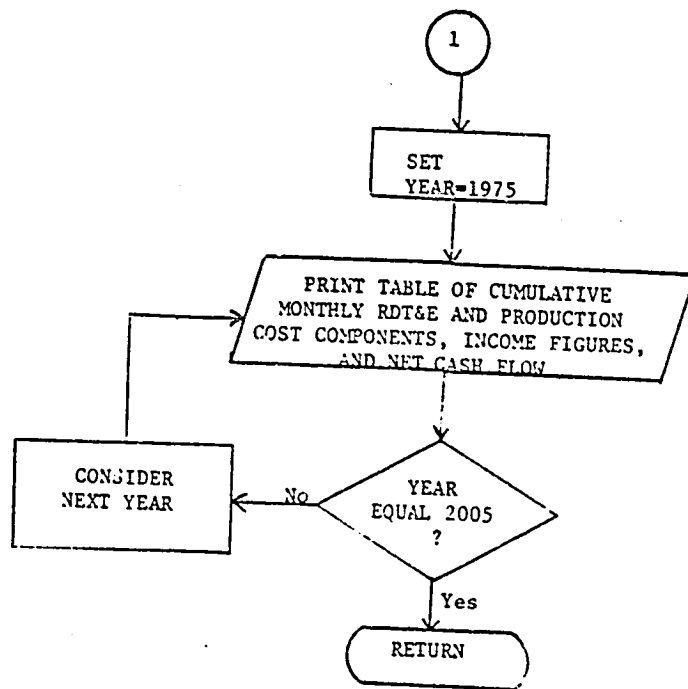 1
SET
YEAR=1975
PRINT TABLE OF CUMULATIVE
MONTHLY RDT&E AND PRODUCTION
COST COMPONENTS, INCOME FIGURES,
AND NET CASH FLOW
CONSIDER
NEXT YEAR
No
YEAR
EQUAL 2005
?
Yes
RETURN